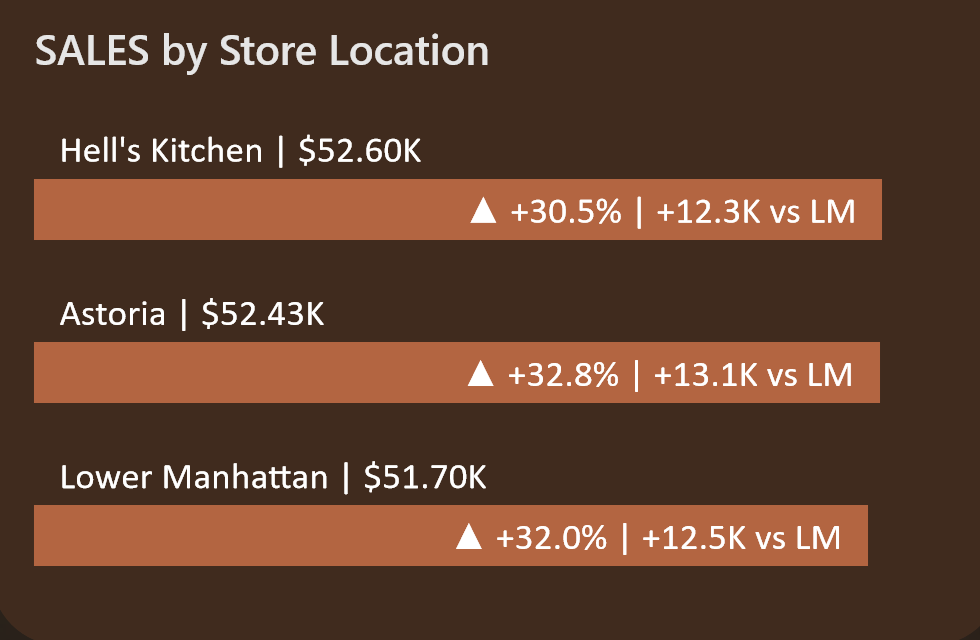 SALES by Store Location
Hell's Kitchen | $52.60K
▲ +30.5% | +12.3K vs LM
Astoria | $52.43K
▲ +32.8% | +13.1K vs LM
Lower Manhattan | $51.70K
▲ +32.0% | +12.5K vs LM